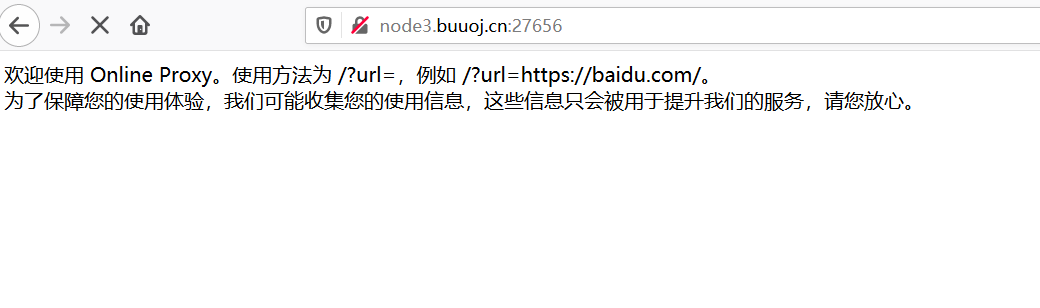 node3.buuoj.cn:27656
欢迎使用 Online Proxy。使用方法为 /?url=，例如 /?url=https://baidu.com/。
为了保障您的使用体验，我们可能收集您的使用信息，这些信息只会被用于提升我们的服务，请您放心。